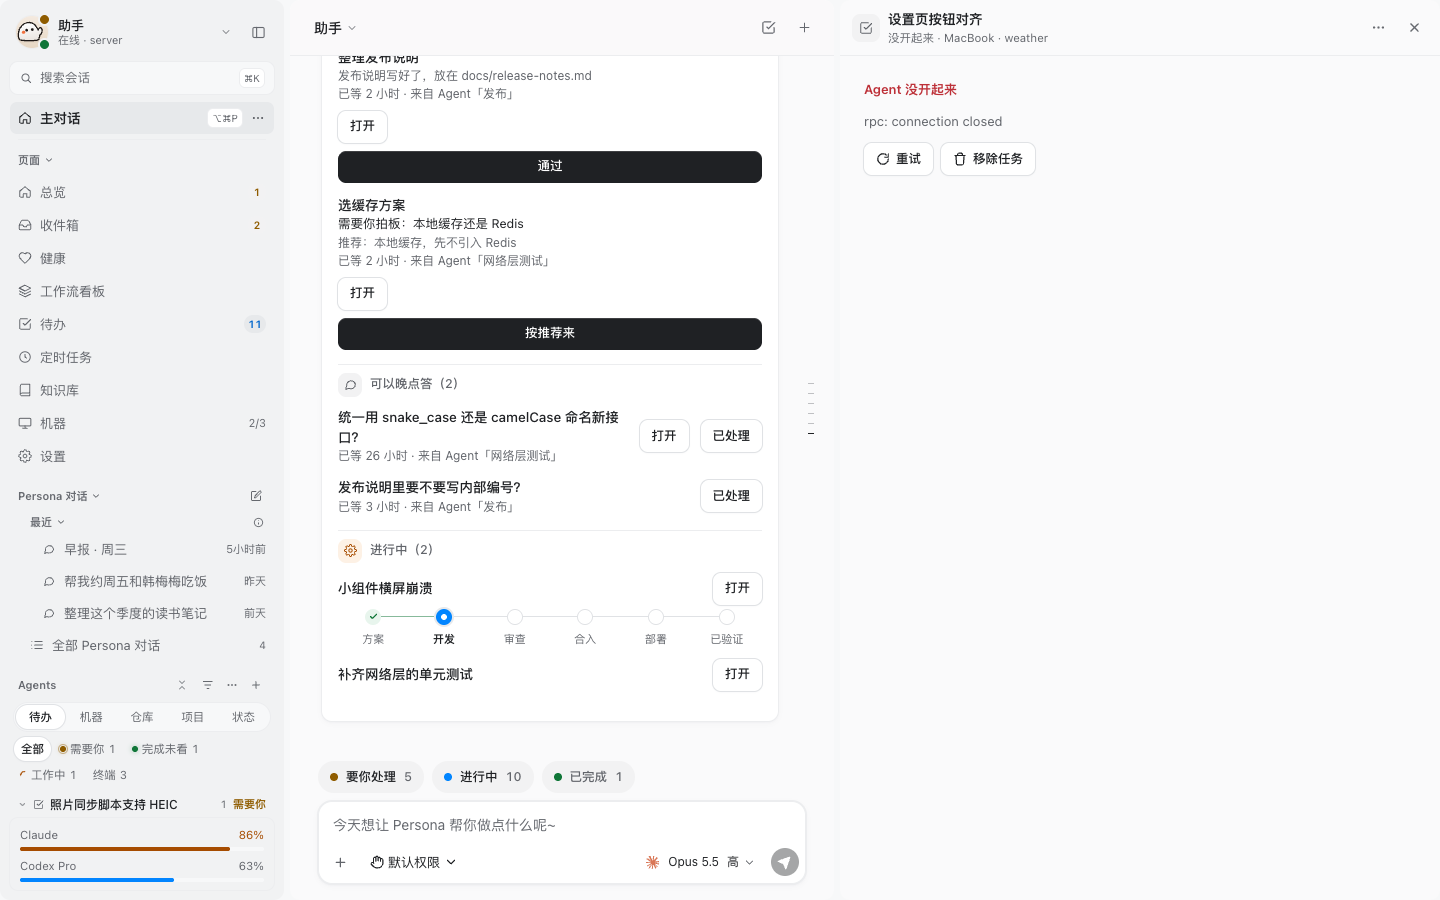 助手
在线 · server
搜索会话
⌘K
主对话
⌥⌘P
页面
总览
1
收件箱
2
健康
工作流看板
待办
11
定时任务
知识库
机器
2/3
设置
Persona 对话
最近
早报 · 周三
5小时前
帮我约周五和韩梅梅吃饭
昨天
整理这个季度的读书笔记
前天
全部 Persona 对话
4
Agents
待办
机器
仓库
项目
状态
全部
需要你 1
完成未看 1
工作中 1
终端 3
照片同步脚本支持 HEIC
1 需要你
Claude
86%
Codex Pro
63%
助手
整理发布说明
发布说明写好了，放在 docs/release-notes.md
已等 2 小时 · 来自 Agent「发布」
打开
通过
选缓存方案
需要你拍板：本地缓存还是 Redis
推荐：本地缓存，先不引入 Redis
已等 2 小时 · 来自 Agent「网络层测试」
打开
按推荐来
可以晚点答（2）
统一用 snake_case 还是 camelCase 命名新接
口？
已等 26 小时 · 来自 Agent「网络层测试」
打开
已处理
发布说明里要不要写内部编号？
已等 3 小时 · 来自 Agent「发布」
已处理
进行中（2）
小组件横屏崩溃
打开
方案
开发
审查
合入
部署
已验证
补齐网络层的单元测试
打开
要你处理 5
进行中 10
已完成 1
今天想让 Persona 帮你做点什么呢~
默认权限
Opus 5.5 高
设置页按钮对齐
没开起来 · MacBook · weather
Agent 没开起来
rpc: connection closed
重试
移除任务